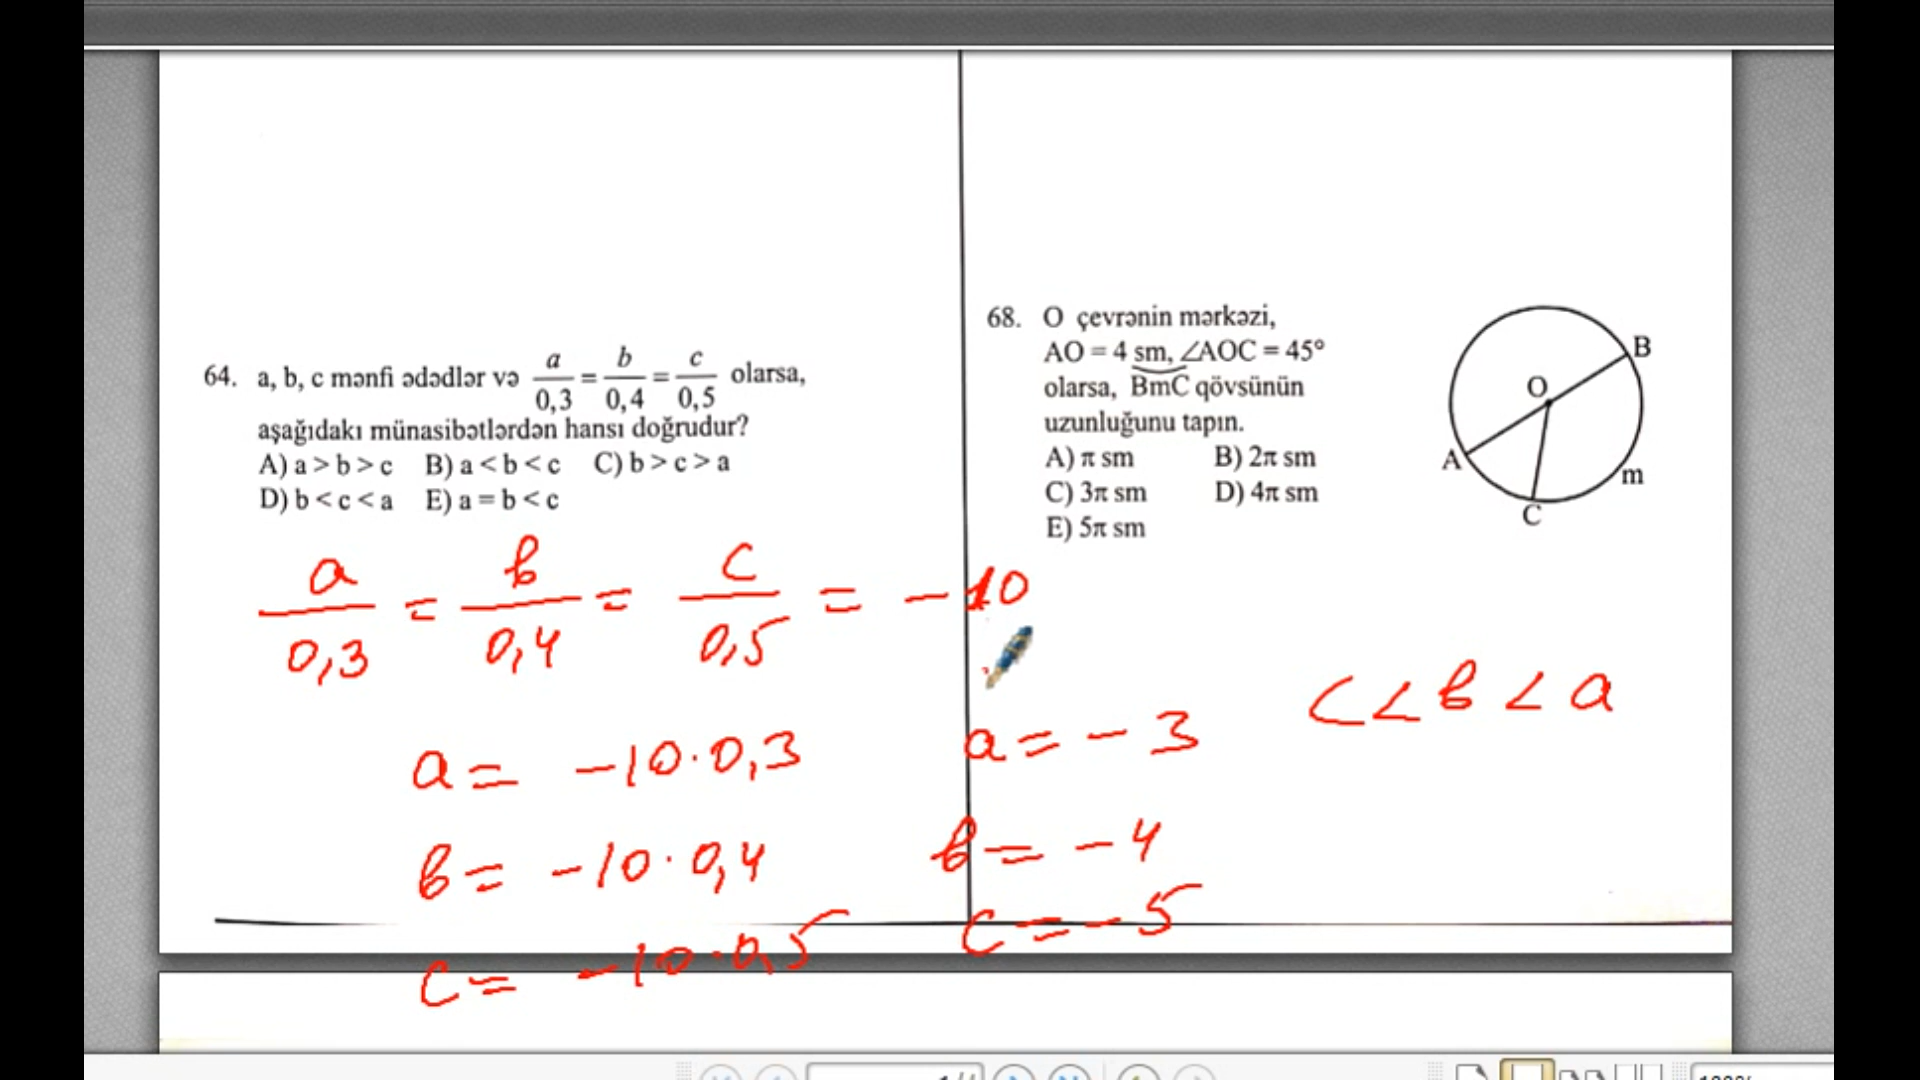 64. a, b, c mənfi ədədlər və a/0,3 = b/0,4 = c/0,5 olarsa,
aşağıdakı münasibətlərdən hansı doğrudur?
A) a > b > c B) a < b < c C) b > c > a
D) b < c < a E) a = b < c
a/0,3 = b/0,4 = c/0,5 = -10
a = -10·0,3
b = -10·0,4
c = -10·0,5
a = -3
b = -4
c = -5
c < b < a
68. O çevrənin mərkəzi,
AO = 4 sm, ∠AOC = 45°
olarsa, BmC qövsünün
uzunluğunu tapın.
A) π sm B) 2π sm
C) 3π sm D) 4π sm
E) 5π sm
B
O
A
m
C